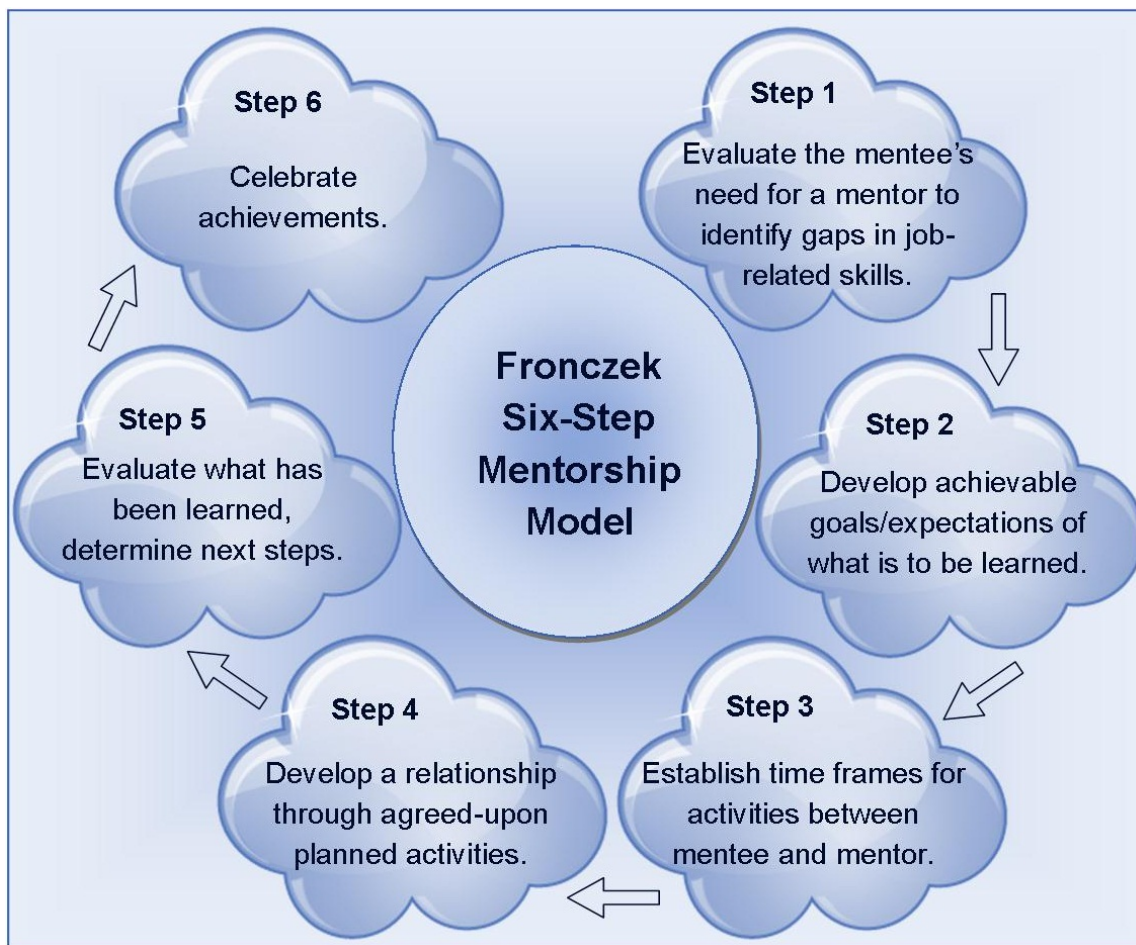 Fronczek
Six-Step
Mentorship
Model
Step 1
Evaluate the mentee’s
need for a mentor to
identify gaps in job-
related skills.
Step 2
Develop achievable
goals/expectations of
what is to be learned.
Step 3
Establish time frames for
activities between
mentee and mentor.
Step 4
Develop a relationship
through agreed-upon
planned activities.
Step 5
Evaluate what has
been learned,
determine next steps.
Step 6
Celebrate
achievements.